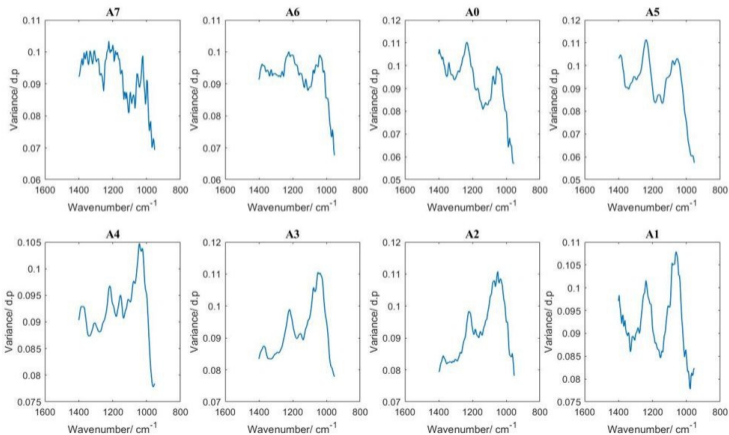 A7 A6 A0 A5
0.11 0.11 0.12 0.12
0.1 0.1 0.11 0.11
0.09 0.09 0.1 0.1
0.08 0.08 0.09 0.09
0.07 0.07 0.08 0.08
0.06 0.06 0.07 0.07
0.06 0.06
0.05 0.05
Variance/ d.p Variance/ d.p Variance/ d.p Variance/ d.p
1600 1400 1200 1000 800 1600 1400 1200 1000 800 1600 1400 1200 1000 800 1600 1400 1200 1000 800
Wavenumber/ cm⁻¹ Wavenumber/ cm⁻¹ Wavenumber/ cm⁻¹ Wavenumber/ cm⁻¹
A4 A3 A2 A1
0.105 0.12 0.12 0.11
0.1 0.11 0.11 0.105
0.095 0.1 0.1 0.1
0.09 0.09 0.09 0.095
0.085 0.08 0.08 0.09
0.08 0.07 0.07 0.085
0.075 0.08
0.075
Variance/ d.p Variance/ d.p Variance/ d.p Variance/ d.p
1600 1400 1200 1000 800 1600 1400 1200 1000 800 1600 1400 1200 1000 800 1600 1400 1200 1000 800
Wavenumber/ cm⁻¹ Wavenumber/ cm⁻¹ Wavenumber/ cm⁻¹ Wavenumber/ cm⁻¹